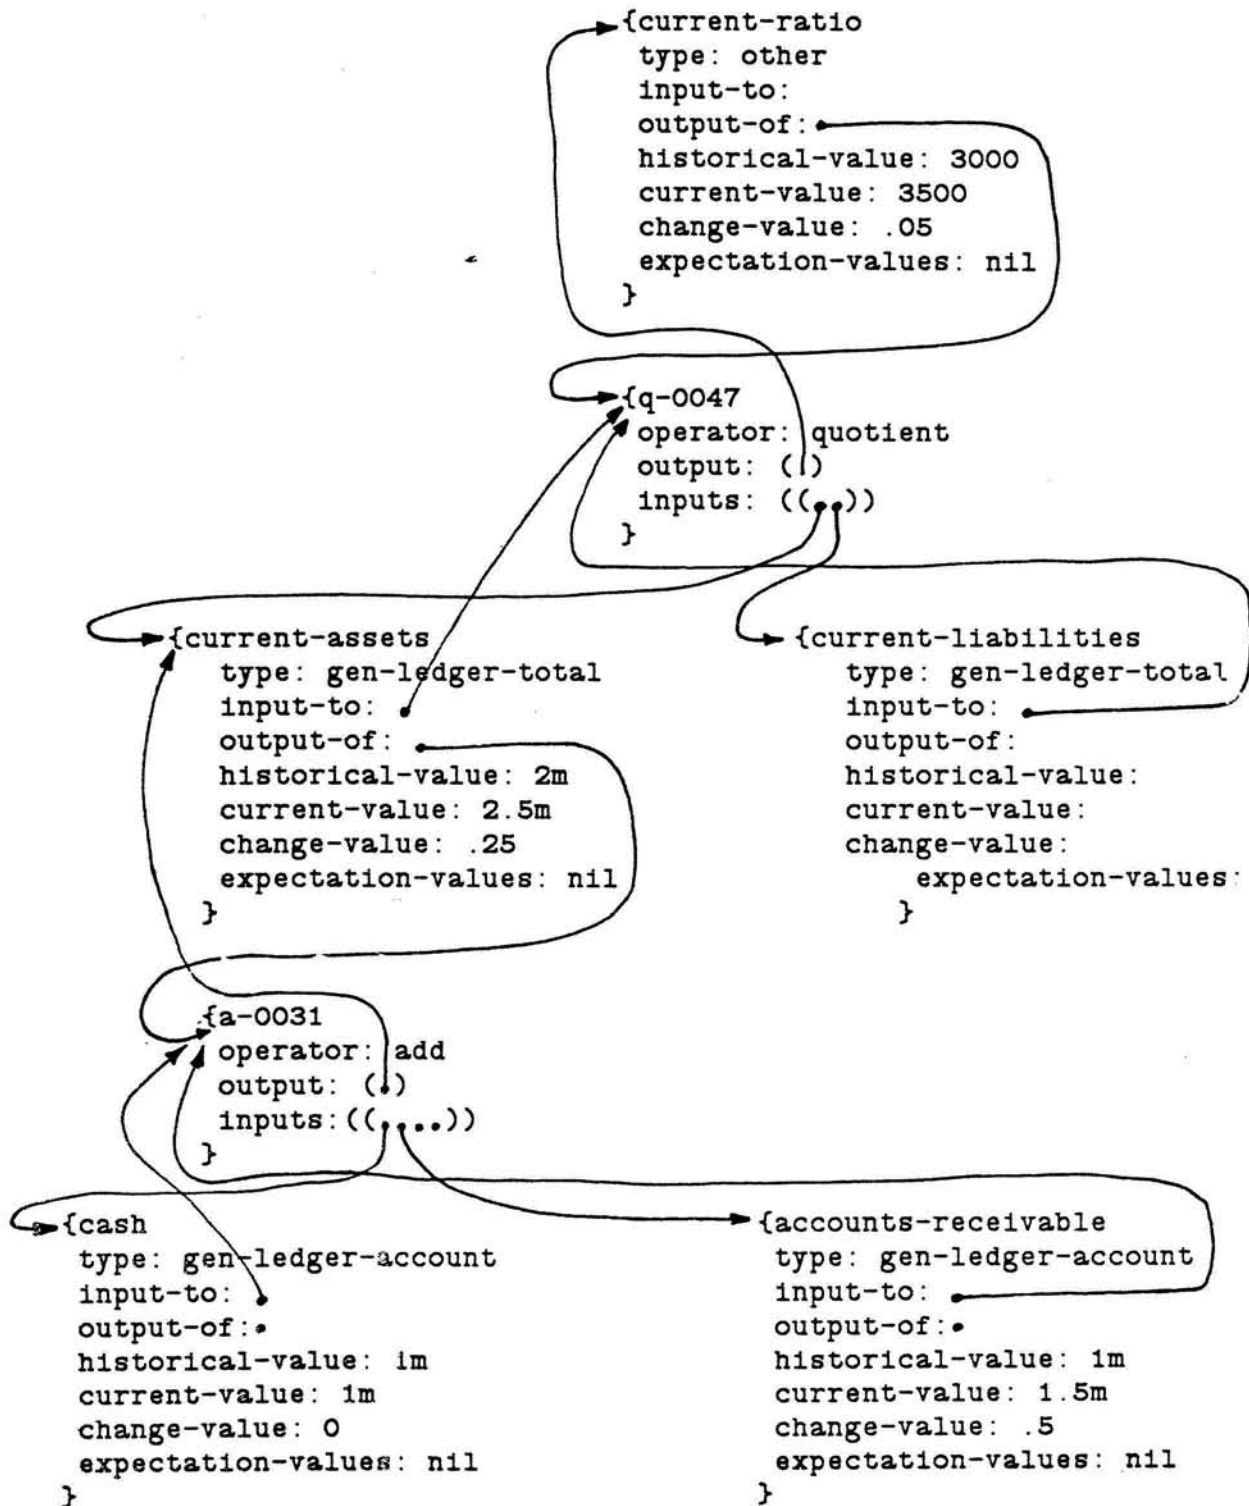 {current-ratio
type: other
input-to:
output-of:
historical-value: 3000
current-value: 3500
change-value: .05
expectation-values: nil
}
{q-0047
operator: quotient
output: (.)
inputs: ((..))
}
{current-assets
type: gen-ledger-total
input-to:
output-of:
historical-value: 2m
current-value: 2.5m
change-value: .25
expectation-values: nil
}
{current-liabilities
type: gen-ledger-total
input-to:
output-of:
historical-value:
current-value:
change-value:
expectation-values:
}
{a-0031
operator: add
output: (.)
inputs:((....))
}
{cash
type: gen-ledger-account
input-to:
output-of:
historical-value: 1m
current-value: 1m
change-value: 0
expectation-values: nil
}
{accounts-receivable
type: gen-ledger-account
input-to:
output-of:
historical-value: 1m
current-value: 1.5m
change-value: .5
expectation-values: nil
}